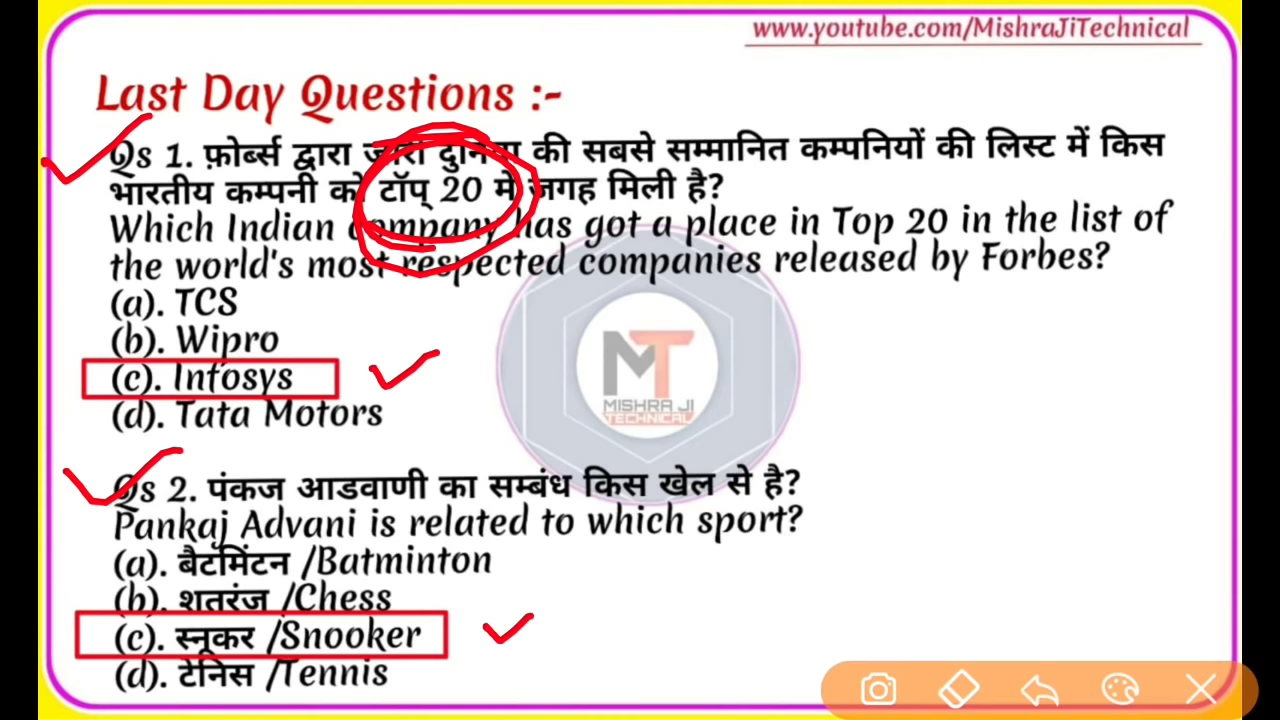 www.youtube.com/MishraJiTechnical
Last Day Questions :-
Qs 1. फ़ोर्ब्स द्वारा जारी दुनिया की सबसे सम्मानित कम्पनियों की लिस्ट में किस
भारतीय कम्पनी को टॉप् 20 में जगह मिली है?
Which Indian company has got a place in Top 20 in the list of
the world's most respected companies released by Forbes?
(a). TCS
(b). Wipro
(c). Infosys
(d). Tata Motors
MT
MISHRA JI
TECHNICAL
Qs 2. पंकज आडवाणी का सम्बंध किस खेल से है?
Pankaj Advani is related to which sport?
(a). बैटमिंटन /Batminton
(b). शतरंज /Chess
(c). स्नूकर /Snooker
(d). टेनिस /Tennis